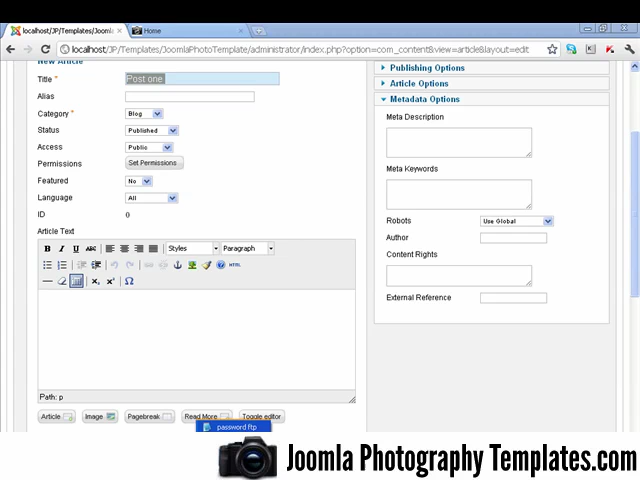 localhost/JP/Templates/Jooml
Home
localhost/JP/Templates/JoomlaPhotoTemplate/administrator/index.php?option=com_content&view=article&layout=edit
New Article
Title *
Post one
Alias
Category *
Blog
Status
Published
Access
Public
Permissions
Set Permissions
Featured
No
Language
All
ID
0
Article Text
B I U ABC
Styles
Paragraph
HTML
Path: p
Article
Image
Pagebreak
Read More
Toggle editor
password ftp
Publishing Options
Article Options
Metadata Options
Meta Description
Meta Keywords
Robots
Use Global
Author
Content Rights
External Reference
Joomla Photography Templates.com